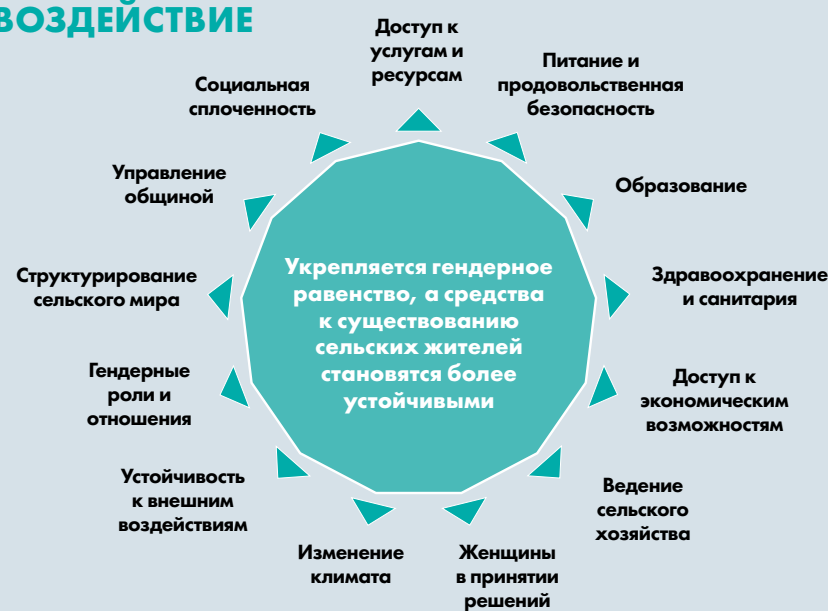 ВОЗДЕЙСТВИЕ
Доступ к
услугам и
ресурсам
Питание и
продовольственная
безопасность
Образование
Здравоохранение
и санитария
Доступ к
экономическим
возможностям
Ведение
сельского
хозяйства
Женщины
в принятии
решений
Изменение
климата
Устойчивость
к внешним
воздействиям
Гендерные
роли и
отношения
Структурирование
сельского мира
Управление
общиной
Социальная
сплоченность
Укрепляется гендерное
равенство, а средства
к существованию
сельских жителей
становятся более
устойчивыми